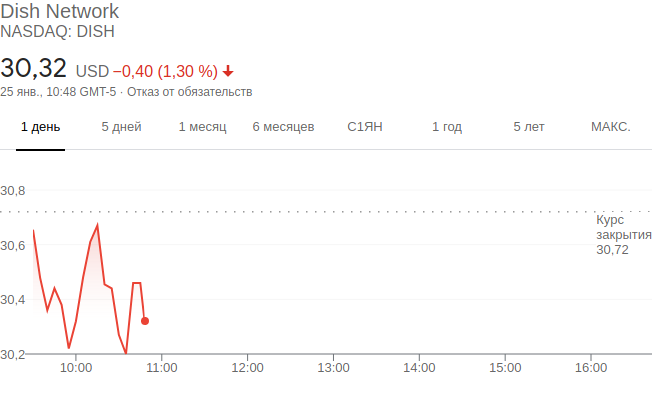 Dish Network
NASDAQ: DISH
30,32 USD −0,40 (1,30 %)
25 янв., 10:48 GMT-5 · Отказ от обязательств
1 день 5 дней 1 месяц 6 месяцев С1ЯН 1 год 5 лет МАКС.
30,8
Курс
закрытия
30,72
30,6
30,4
30,2
10:00 11:00 12:00 13:00 14:00 15:00 16:00